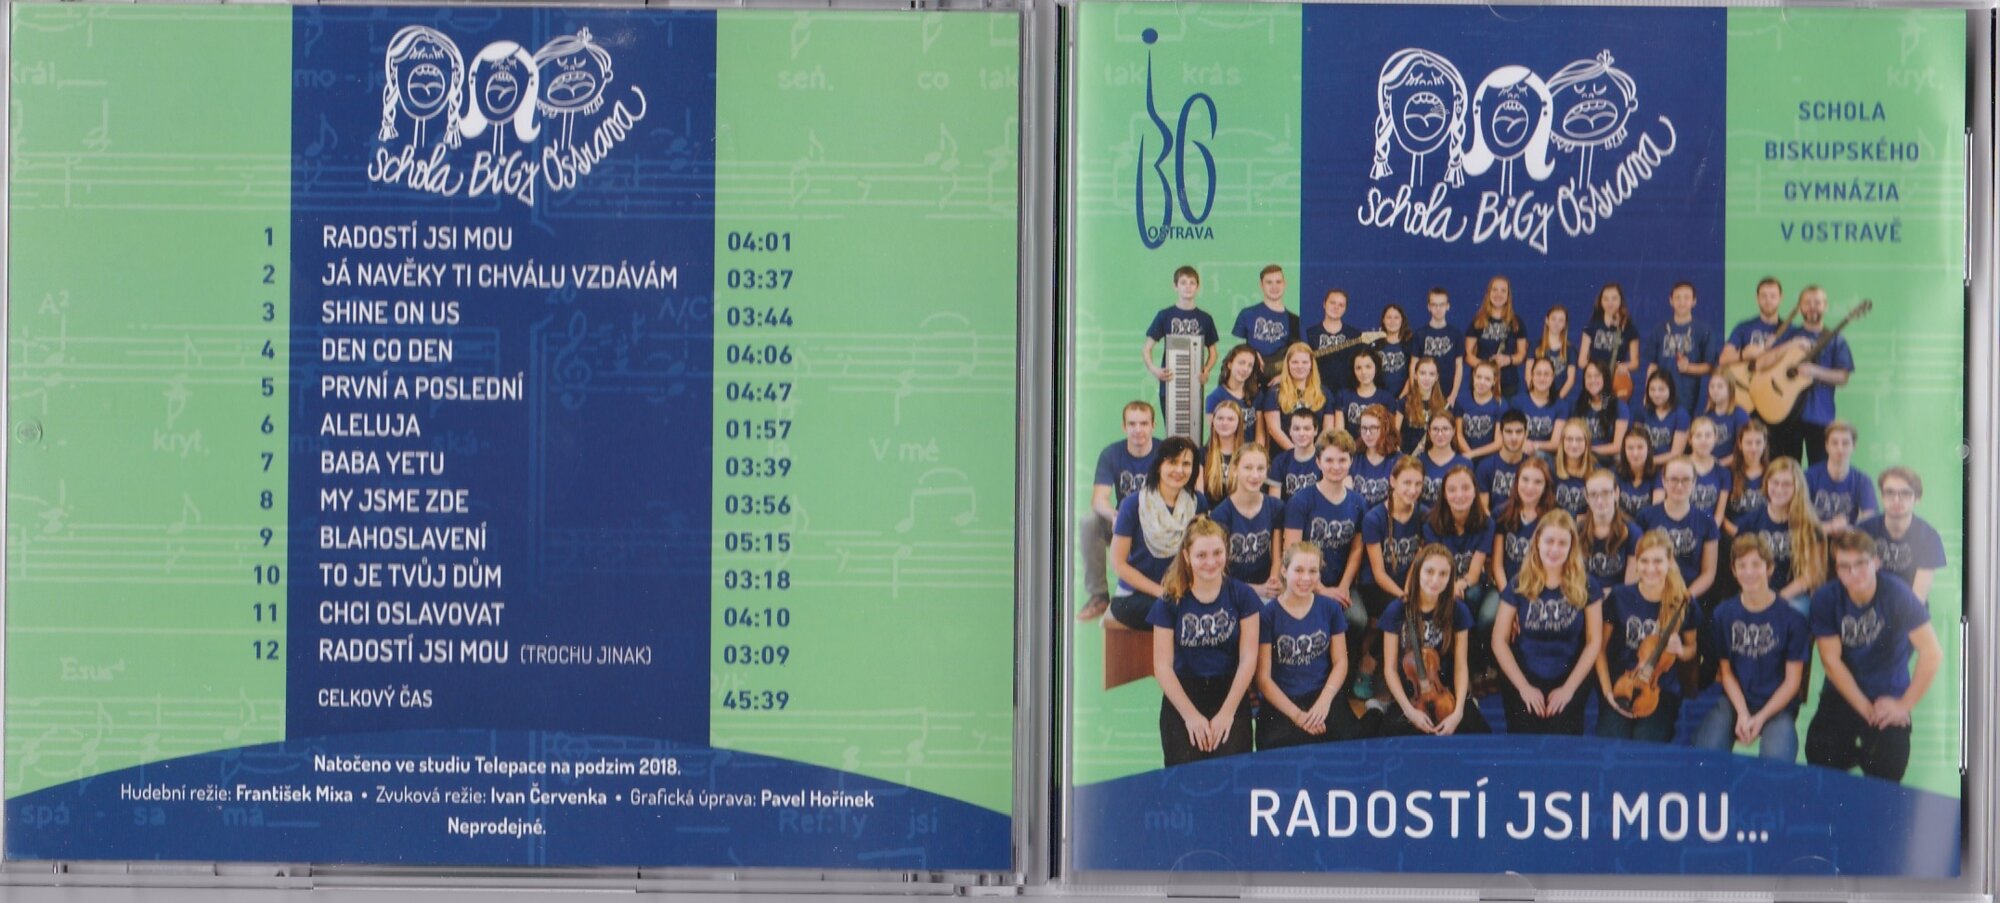 schola BiGy Ostrava
1 RADOSTÍ JSI MOU 04:01
2 JÁ NAVĚKY TI CHVÁLU VZDÁVÁM 03:37
3 SHINE ON US 03:44
4 DEN CO DEN 04:06
5 PRVNÍ A POSLEDNÍ 04:47
6 ALELUJA 01:57
7 BABA YETU 03:39
8 MY JSME ZDE 03:56
9 BLAHOSLAVENÍ 05:15
10 TO JE TVŮJ DŮM 03:18
11 CHCI OSLAVOVAT 04:10
12 RADOSTÍ JSI MOU (TROCHU JINAK) 03:09
CELKOVÝ ČAS 45:39
Natočeno ve studiu Telepace na podzim 2018.
Hudební režie: František Mixa • Zvuková režie: Ivan Červenka • Grafická úprava: Pavel Hořínek
Neprodejné.
BG
OSTRAVA
schola BiGy Ostrava
SCHOLA
BISKUPSKÉHO
GYMNÁZIA
V OSTRAVĚ
RADOSTÍ JSI MOU...